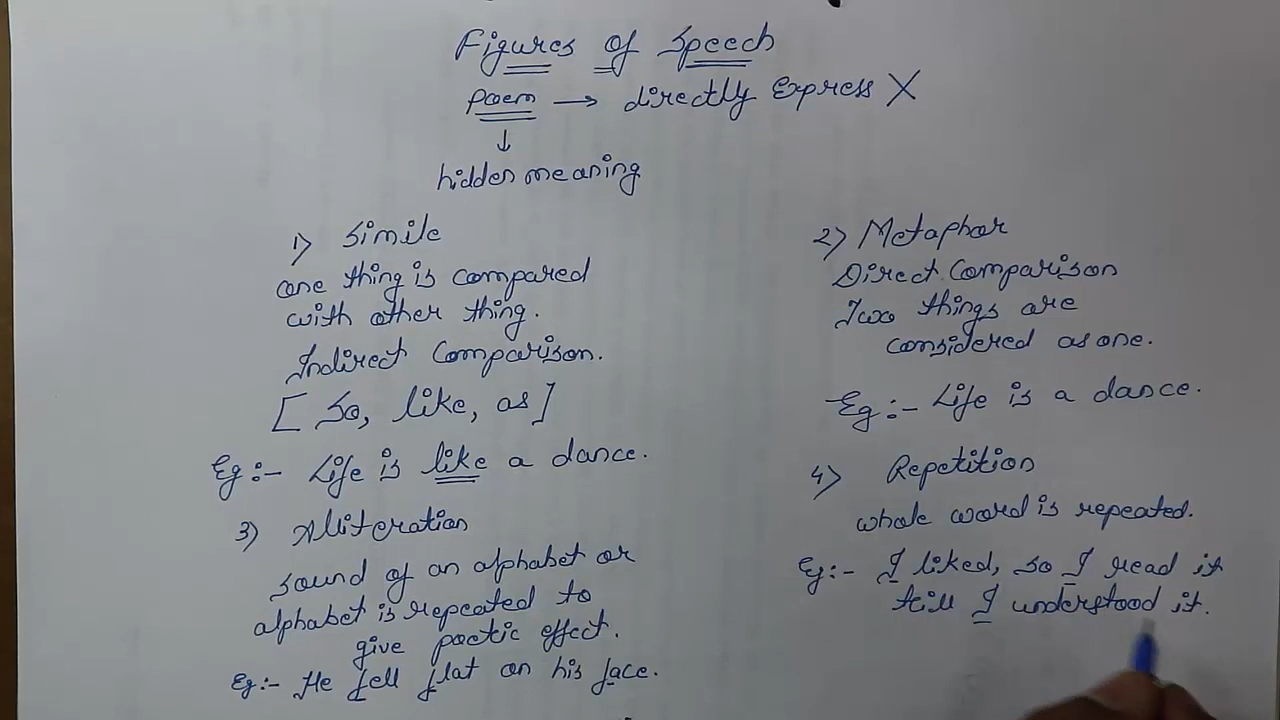 Figures of Speech
Poem → directly Express X
↓
hidden meaning
1) Simile
one thing is compared
with other thing.
Indirect Comparison.
[So, like, as]
Eg:- Life is like a dance.
2) Metaphor
Direct Comparison
Two things are
considered as one.
Eg:- Life is a dance.
3) Alliteration
Sound of an alphabet or
alphabet is repeated to
give poetic effect.
Eg:- He fell flat on his face.
4) Repetition
whole word is repeated.
Eg:- I liked, so I read it
till I understood it.